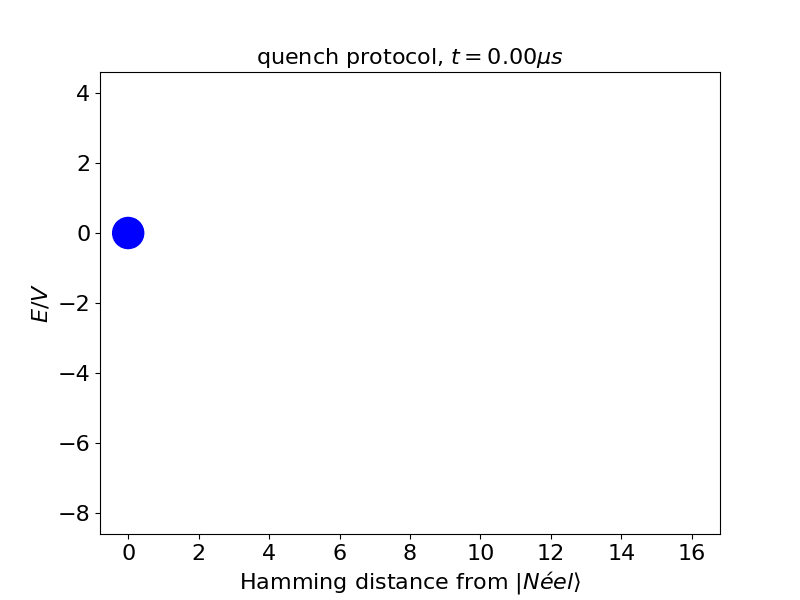 quench protocol, t = 0.00μs
4
2
0
−2
−4
−6
−8
E/V
0 2 4 6 8 10 12 14 16
Hamming distance from |Néel⟩